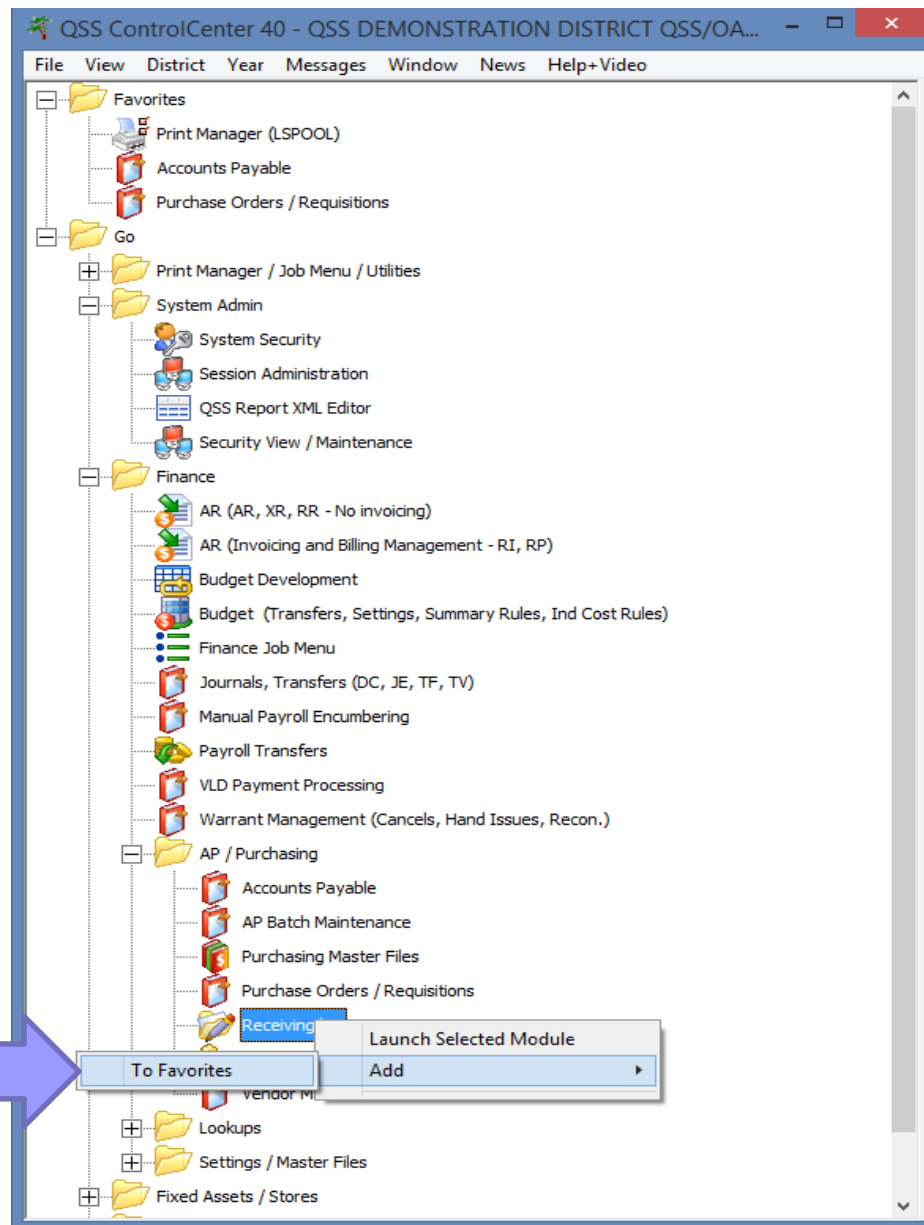 QSS ControlCenter 40 - QSS DEMONSTRATION DISTRICT QSS/OA...
File View District Year Messages Window News Help+Video
Favorites
Print Manager (LSPOOL)
Accounts Payable
Purchase Orders / Requisitions
Go
Print Manager / Job Menu / Utilities
System Admin
System Security
Session Administration
QSS Report XML Editor
Security View / Maintenance
Finance
AR (AR, XR, RR - No invoicing)
AR (Invoicing and Billing Management - RI, RP)
Budget Development
Budget (Transfers, Settings, Summary Rules, Ind Cost Rules)
Finance Job Menu
Journals, Transfers (DC, JE, TF, TV)
Manual Payroll Encumbering
Payroll Transfers
VLD Payment Processing
Warrant Management (Cancels, Hand Issues, Recon.)
AP / Purchasing
Accounts Payable
AP Batch Maintenance
Purchasing Master Files
Purchase Orders / Requisitions
Receiving
Launch Selected Module
To Favorites Add
Vendor
Lookups
Settings / Master Files
Fixed Assets / Stores